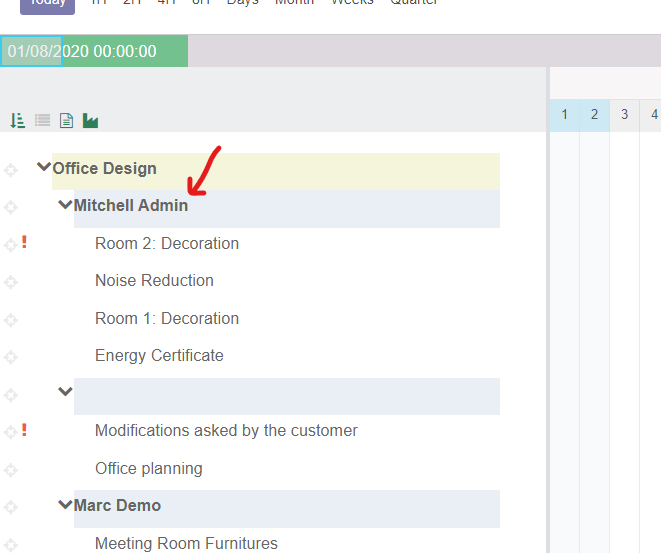 Today 1H 2H 4H 8H Days Month Weeks Quarter
01/08/2020 00:00:00
1 2 3 4
Office Design
Mitchell Admin
! Room 2: Decoration
Noise Reduction
Room 1: Decoration
Energy Certificate
! Modifications asked by the customer
Office planning
Marc Demo
Meeting Room Furnitures